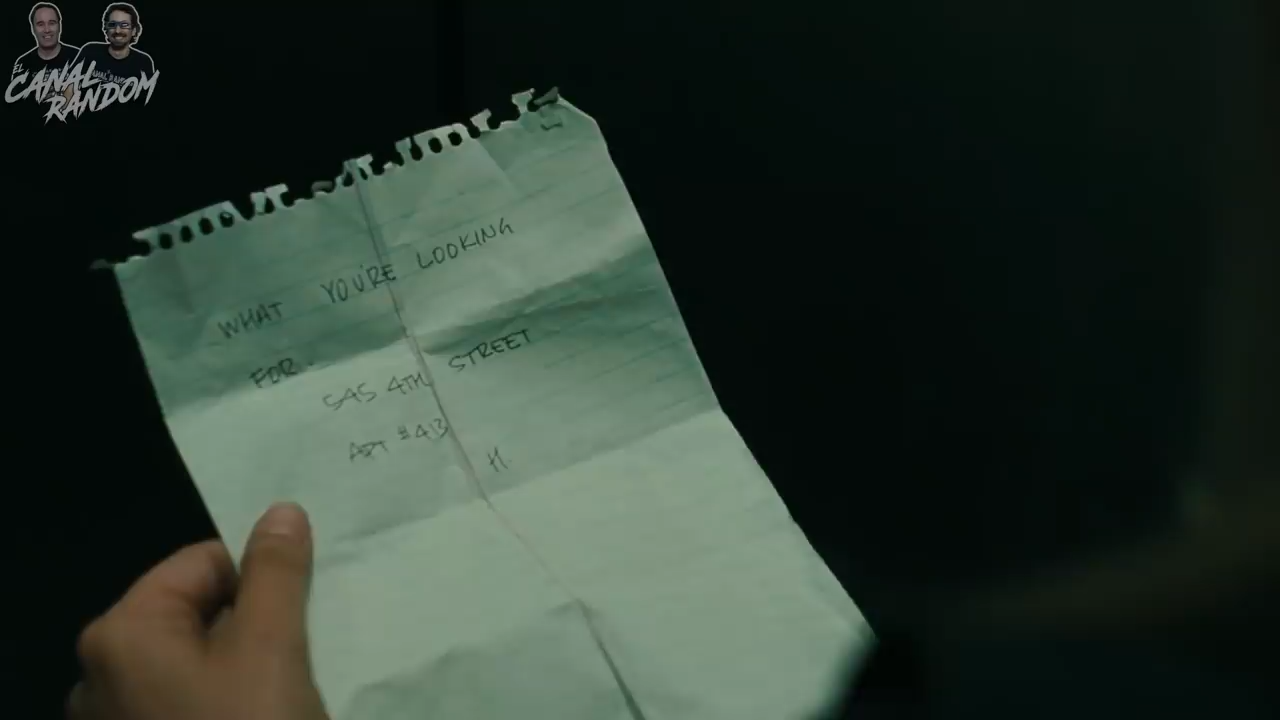 EL
CANAL
RANDOM
WHAT YOU'RE LOOKING
FOR.
545 4TH STREET
APT #413
H